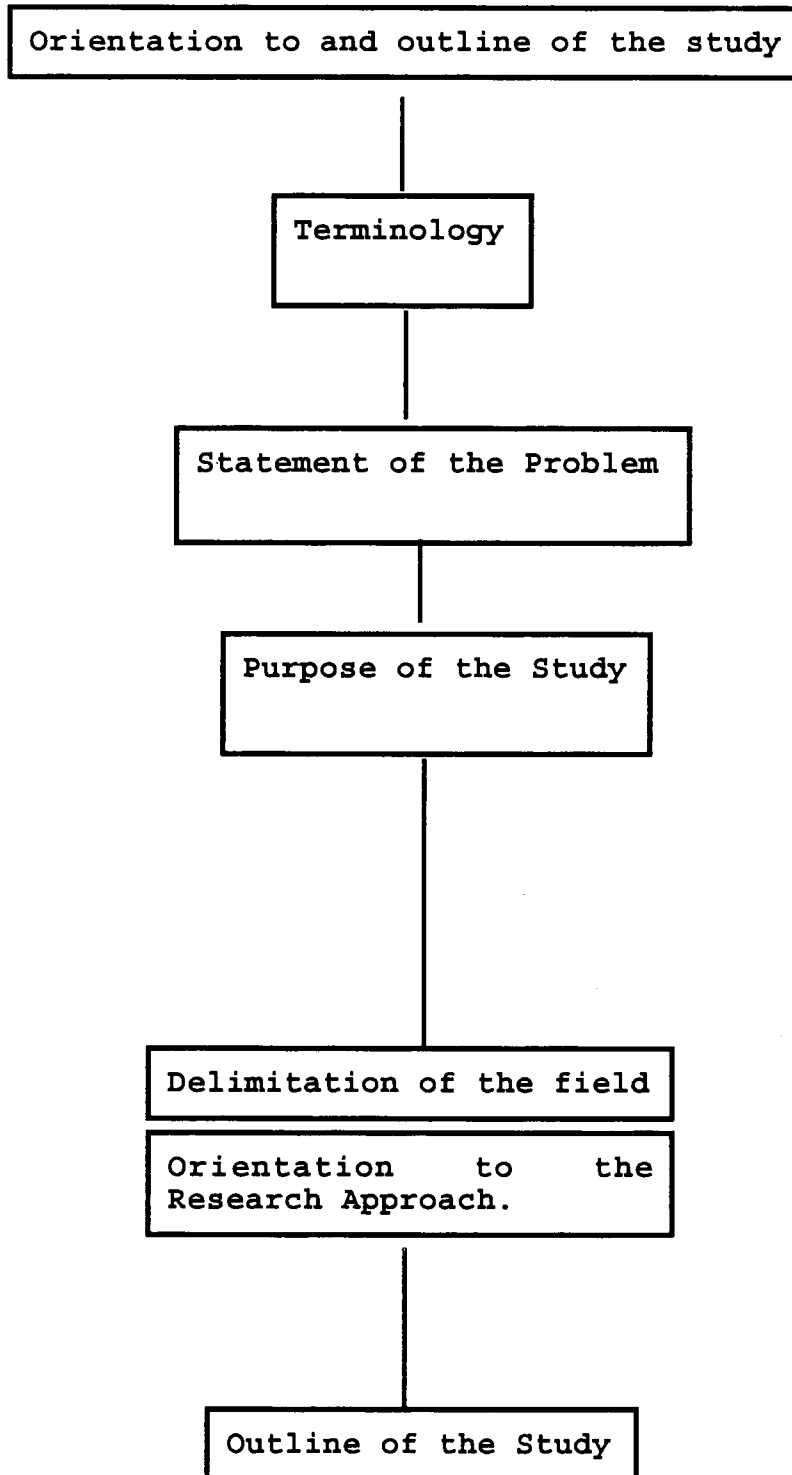 Orientation to and outline of the study
Terminology
Statement of the Problem
Purpose of the Study
Delimitation of the field
Orientation to the
Research Approach.
Outline of the Study